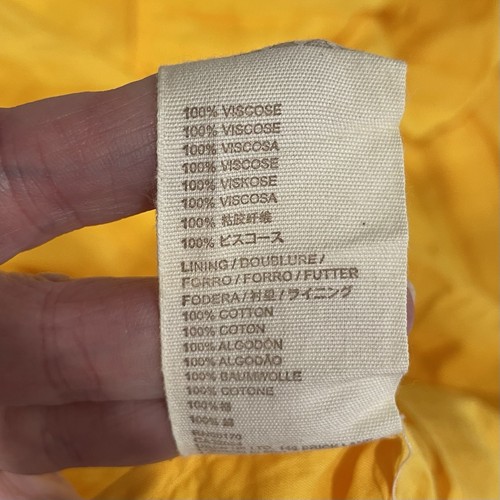 100% VISCOSE
100% VISCOSE
100% VISCOSA
100% VISCOSE
100% VISKOSE
100% VISCOSA
100% 粘胶纤维
100% ビスコース
LINING / DOUBLURE /
FORRO / FORRO / FUTTER
FODERA / 衬里 / ライニング
100% COTTON
100% COTON
100% ALGODÓN
100% ALGODÃO
100% BAUMWOLLE
100% COTONE
100% 棉
100% 綿